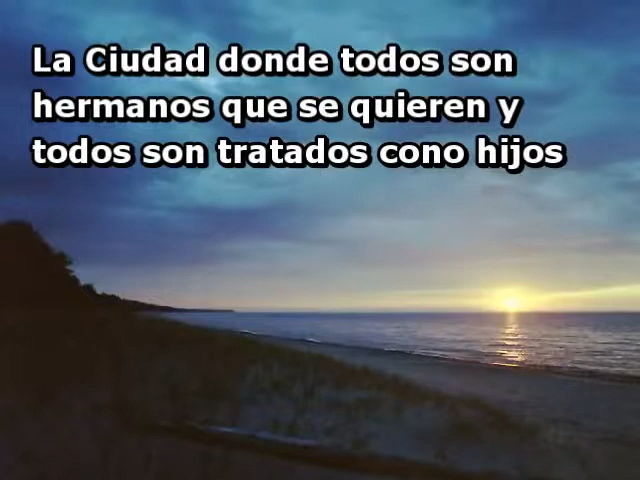 La Ciudad donde todos son
hermanos que se quieren y
todos son tratados cono hijos